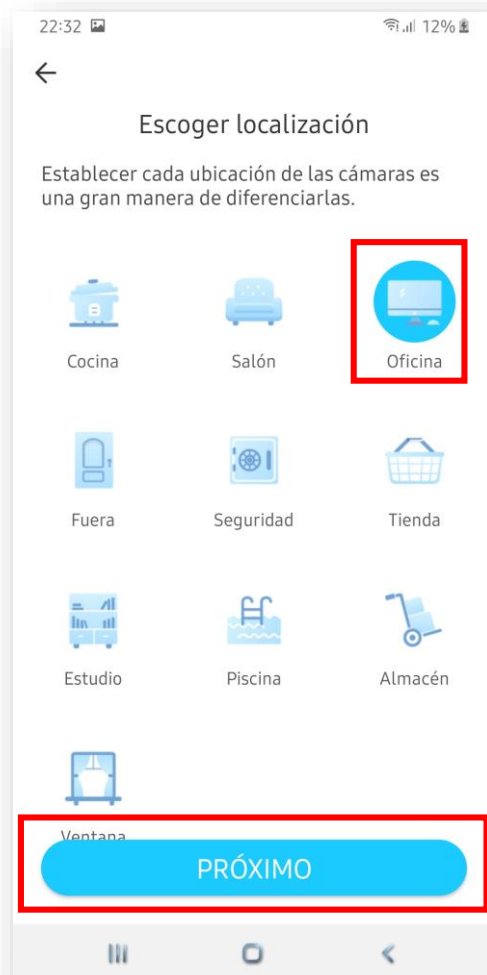 22:32 12%
Escoger localización
Establecer cada ubicación de las cámaras es
una gran manera de diferenciarlas.
Cocina Salón Oficina
Fuera Seguridad Tienda
Estudio Piscina Almacén
Ventana
PRÓXIMO